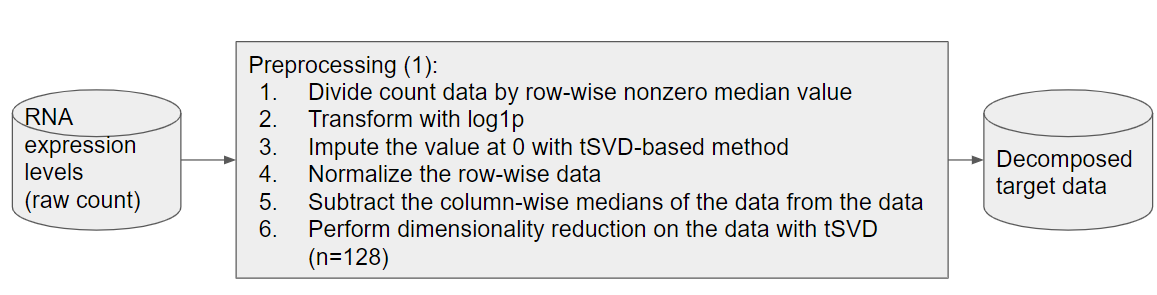 RNA
expression
levels
(raw count)
Preprocessing (1):
1. Divide count data by row-wise nonzero median value
2. Transform with log1p
3. Impute the value at 0 with tSVD-based method
4. Normalize the row-wise data
5. Subtract the column-wise medians of the data from the data
6. Perform dimensionality reduction on the data with tSVD
(n=128)
Decomposed
target data